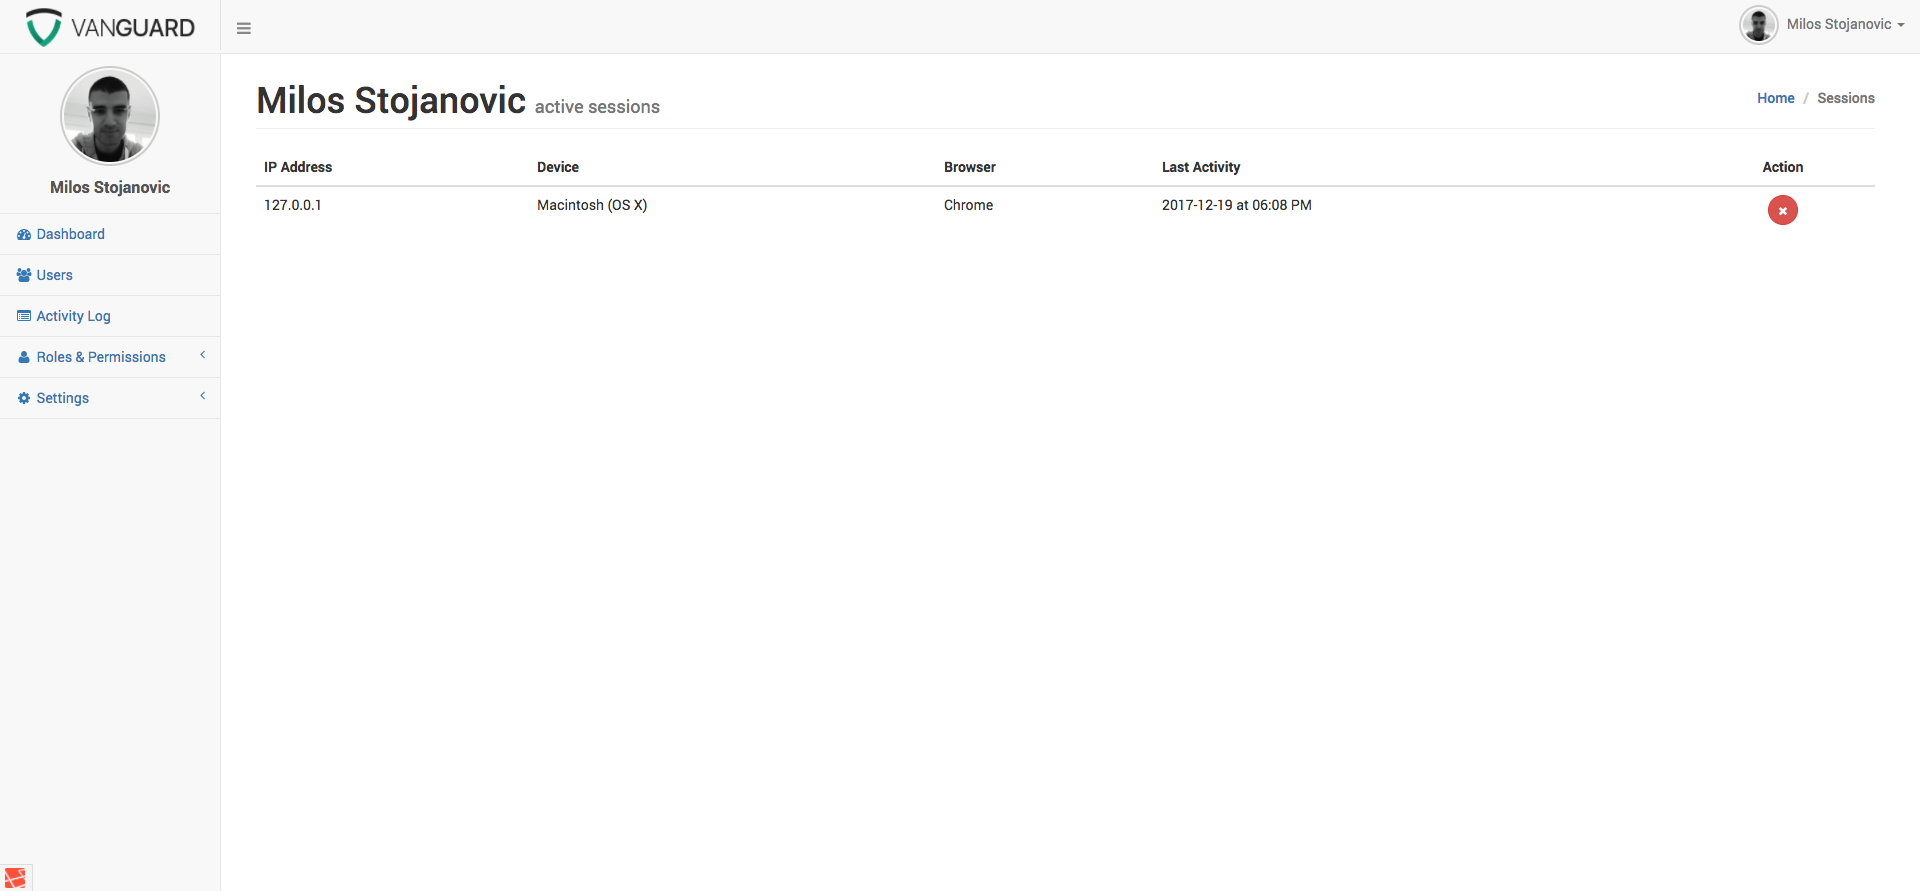 VANGUARD
Milos Stojanovic
Milos Stojanovic
Dashboard
Users
Activity Log
Roles & Permissions
Settings
Milos Stojanovic active sessions
Home / Sessions
IP Address Device Browser Last Activity Action
127.0.0.1 Macintosh (OS X) Chrome 2017-12-19 at 06:08 PM